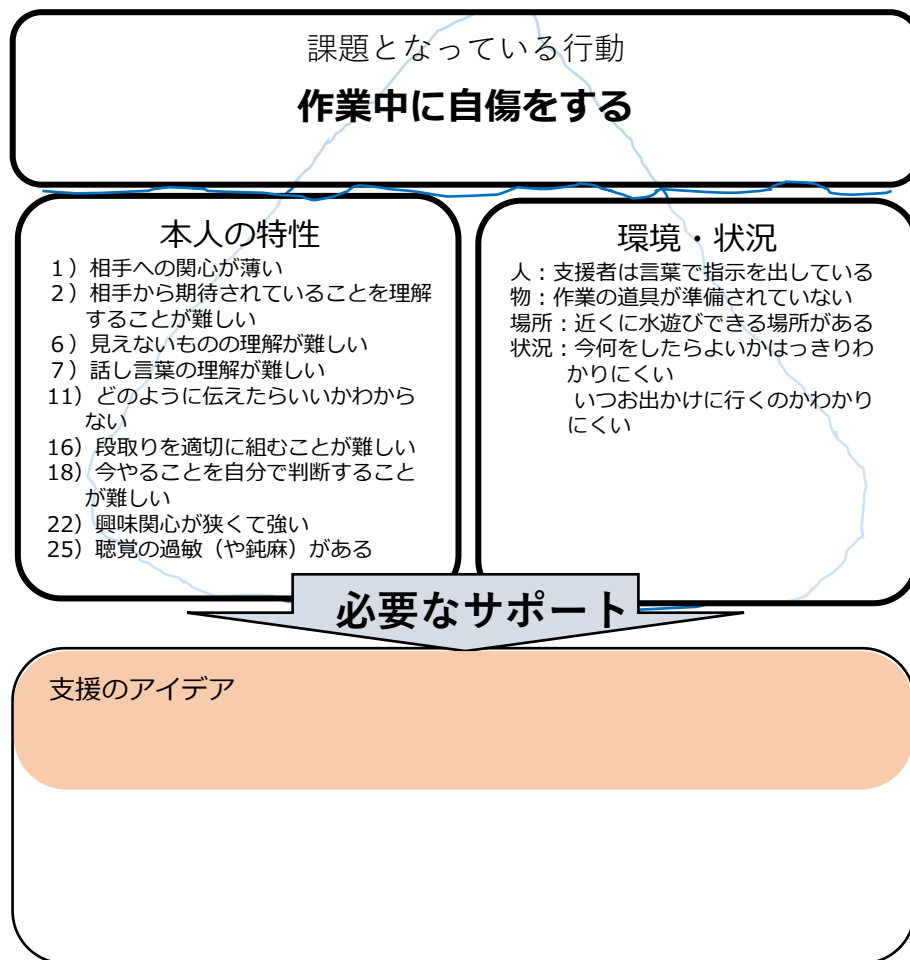 課題となっている行動
作業中に自傷をする
本人の特性
１）相手への関心が薄い
２）相手から期待されていることを理解
することが難しい
６）見えないものの理解が難しい
７）話し言葉の理解が難しい
11）どのように伝えたらいいかわから
ない
16）段取りを適切に組むことが難しい
18）今やることを自分で判断すること
が難しい
22）興味関心が狭くて強い
25）聴覚の過敏（や鈍麻）がある
環境・状況
人：支援者は言葉で指示を出している
物：作業の道具が準備されていない
場所：近くに水遊びできる場所がある
状況：今何をしたらよいかはっきりわ
かりにくい
いつお出かけに行くのかわかり
にくい
必要なサポート
支援のアイデア